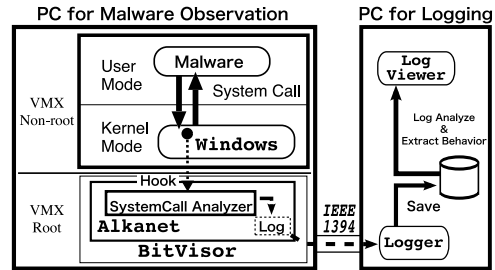 PC for Malware Observation
PC for Logging
VMX
Non-root
User
Mode
Malware
System Call
Kernel
Mode
Windows
VMX
Root
Hook
SystemCall Analyzer
Alkanet
Log
BitVisor
IEEE
1394
Log
Viewer
Log Analyze
&
Extract Behavior
Save
Logger